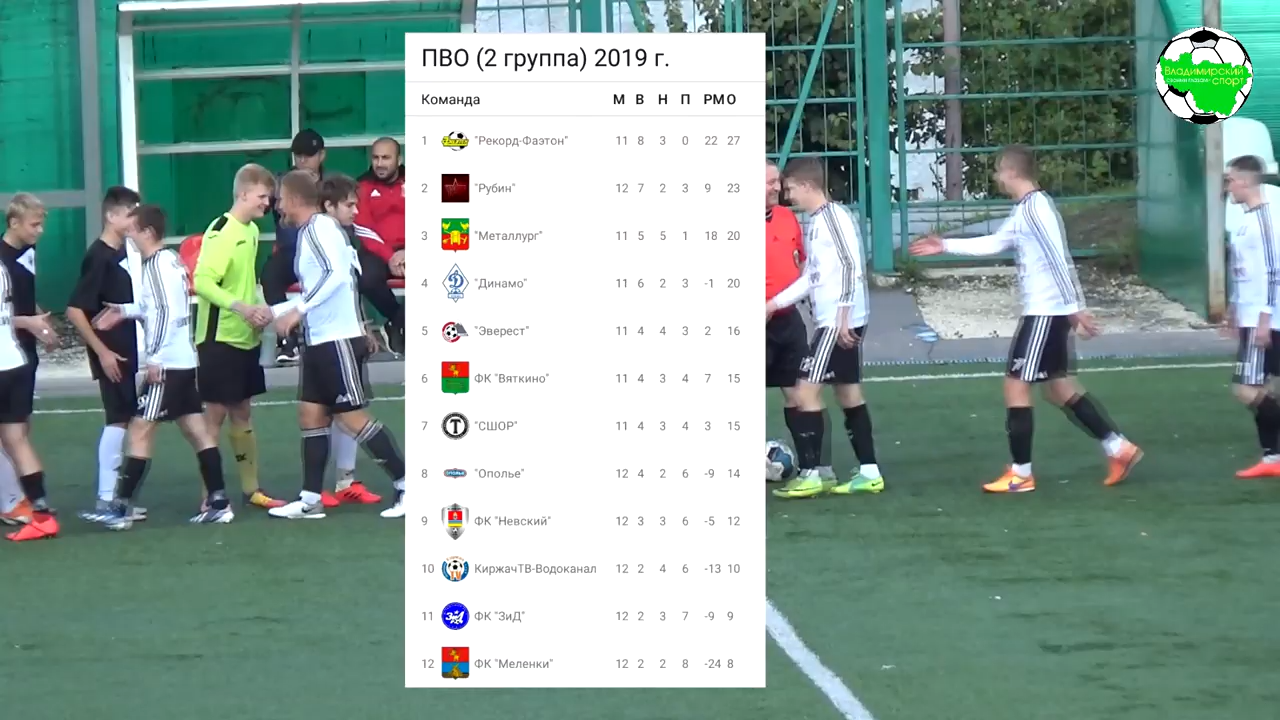 ПВО (2 группа) 2019 г.
Команда М В Н П РМ О
1 "Рекорд-Фаэтон" 11 8 3 0 22 27
2 "Рубин" 12 7 2 3 9 23
3 "Металлург" 11 5 5 1 18 20
4 "Динамо" 11 6 2 3 -1 20
5 "Эверест" 11 4 4 3 2 16
6 ФК "Вяткино" 11 4 3 4 7 15
7 "СШОР" 11 4 3 4 3 15
8 "Ополье" 12 4 2 6 -9 14
9 ФК "Невский" 12 3 3 6 -5 12
10 КиржачТВ-Водоканал 12 2 4 6 -13 10
11 ФК "ЗиД" 12 2 3 7 -9 9
12 ФК "Меленки" 12 2 2 8 -24 8
Владимирский
спорт